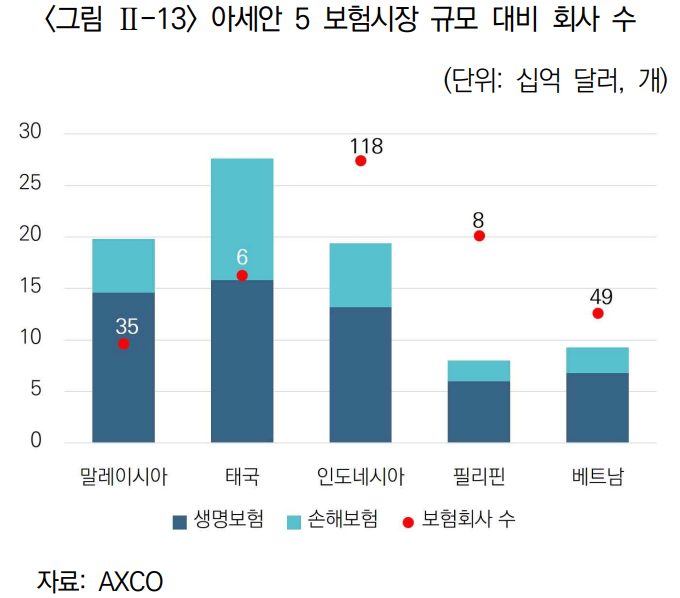 〈그림 Ⅱ-13〉 아세안 5 보험시장 규모 대비 회사 수
(단위: 십억 달러, 개)
30
25
20
15
10
5
0
35
6
118
8
49
말레이시아 태국 인도네시아 필리핀 베트남
생명보험 손해보험 보험회사 수
자료: AXCO